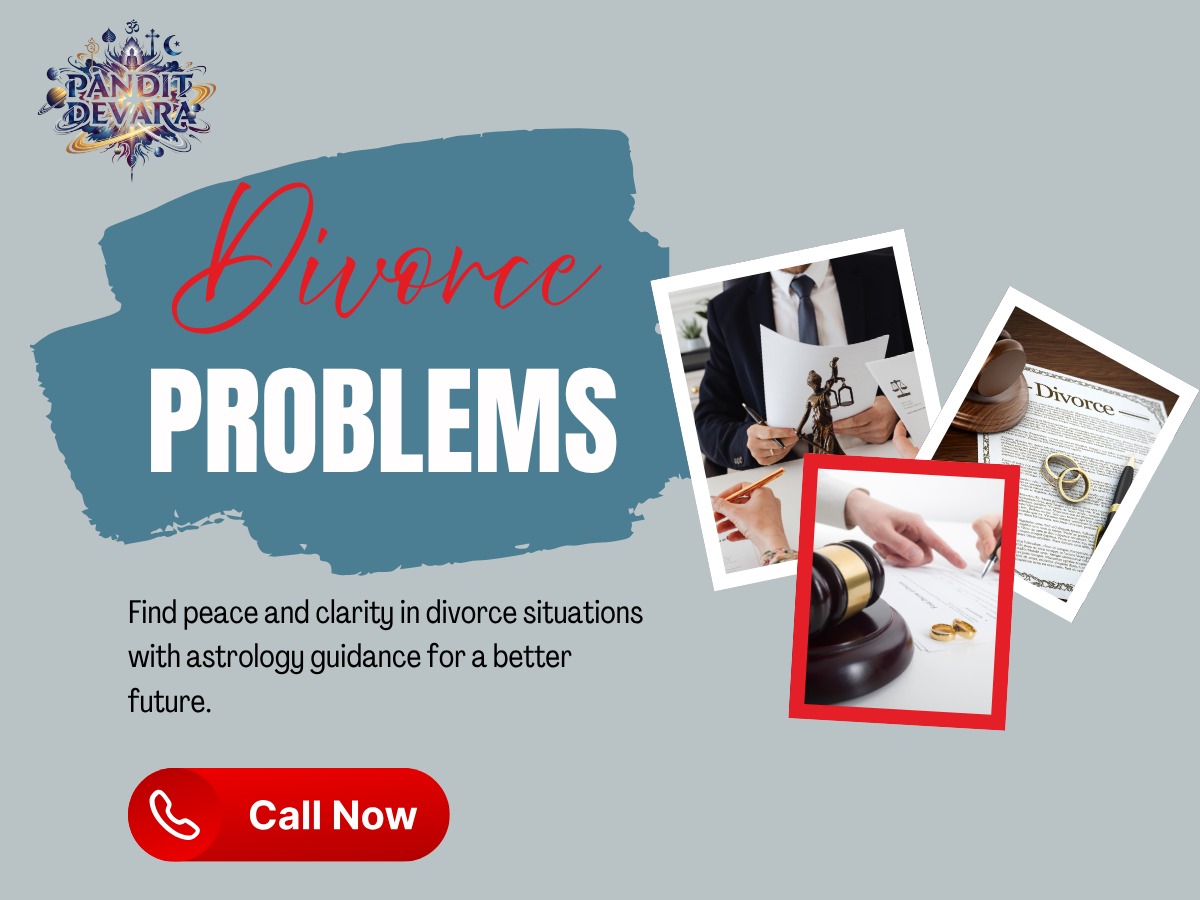 PANDIT
DEVARA
Divorce
PROBLEMS
Find peace and clarity in divorce situations
with astrology guidance for a better
future.
Call Now
Divorce